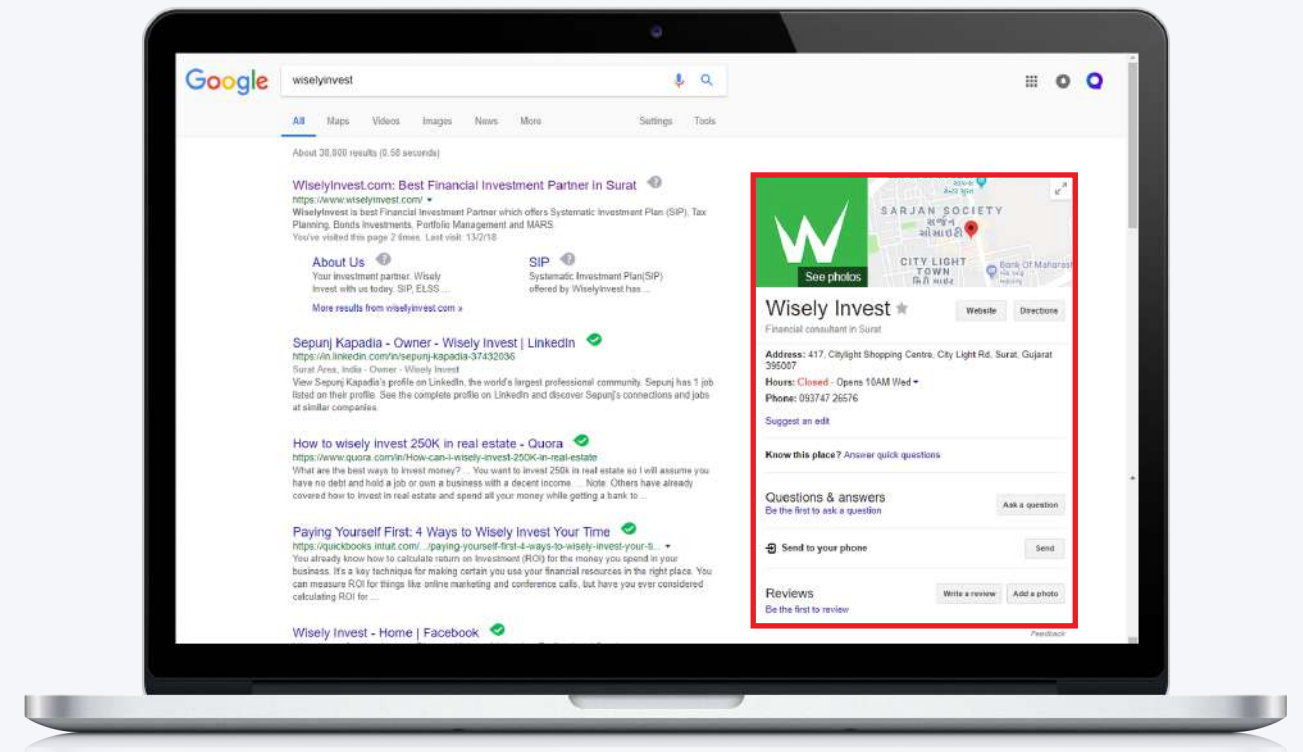 Google
wiselyinvest
All Maps Videos Images News More Settings Tools
About 38,800 results (0.58 seconds)
WiselyInvest.com: Best Financial Investment Partner in Surat
https://www.wiselyinvest.com/
WiselyInvest is best Financial Investment Partner which offers Systematic Investment Plan (SIP), Tax
Planning, Bonds Investments, Portfolio Management and MARS
You've visited this page 2 times. Last visit: 13/2/18
About Us
Your investment partner. Wisely
Invest with us today. SIP, ELSS ...
SIP
Systematic Investment Plan(SIP)
offered by WiselyInvest has ...
More results from wiselyinvest.com »
Sepunj Kapadia - Owner - Wisely Invest | LinkedIn
https://in.linkedin.com/in/sepunj-kapadia-37432036
Surat Area, India - Owner - Wisely Invest
View Sepunj Kapadia's profile on LinkedIn, the world's largest professional community. Sepunj has 1 job
listed on their profile. See the complete profile on LinkedIn and discover Sepunj's connections and jobs
at similar companies.
How to wisely invest 250K in real estate - Quora
https://www.quora.com/in/How-can-I-wisely-invest-250K-in-real-estate
What are the best ways to invest money? ... You want to invest 250k in real estate so I will assume you
have no debt and hold a job or own a business with a decent income. ... Note: Others have already
covered how to invest in real estate and spend all your money while getting a bank to ...
Paying Yourself First: 4 Ways to Wisely Invest Your Time
https://quickbooks.intuit.com/.../paying-yourself-first-4-ways-to-wisely-invest-your-ti...
You already know how to calculate return on Investment (ROI) for the money you spend in your
business. It's a key technique for making certain you use your financial resources in the right place. You
can measure ROI for things like online marketing and conference calls, but have you ever considered
calculating ROI for ...
Wisely Invest - Home | Facebook
W
See photos
SARJAN SOCIETY
સર્જન
સોસાઇટી
CITY LIGHT
TOWN
Bank Of Maharash
Wisely Invest
Website Directions
Financial consultant in Surat
Address: 417, Citylight Shopping Centre, City Light Rd, Surat, Gujarat
395007
Hours: Closed · Opens 10AM Wed
Phone: 093747 26576
Suggest an edit
Know this place? Answer quick questions
Questions & answers
Be the first to ask a question
Ask a question
Send to your phone
Send
Reviews
Be the first to review
Write a review Add a photo
Feedback